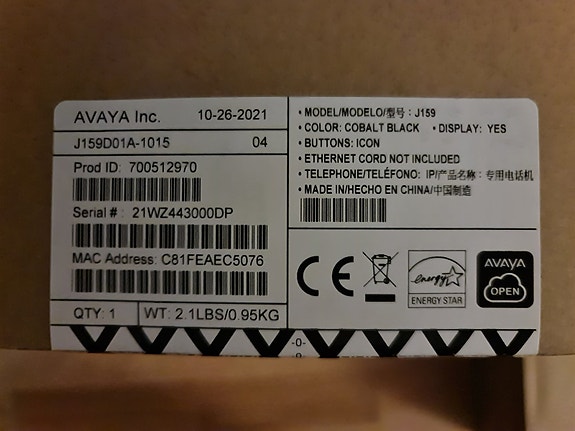 AVAYA Inc. 10-26-2021
J159D01A-1015 04
Prod ID: 700512970
Serial # : 21WZ443000DP
MAC Address: C81FEAEC5076
QTY: 1 WT: 2.1LBS/0.95KG
• MODEL/MODELO/型号: J159
• COLOR: COBALT BLACK • DISPLAY: YES
• BUTTONS: ICON
• ETHERNET CORD NOT INCLUDED
• TELEPHONE/TELÉFONO: IP/产品名称: 专用电话机
• MADE IN/HECHO EN CHINA/中国制造
CE
energy
ENERGY STAR
AVAYA
OPEN
-0-